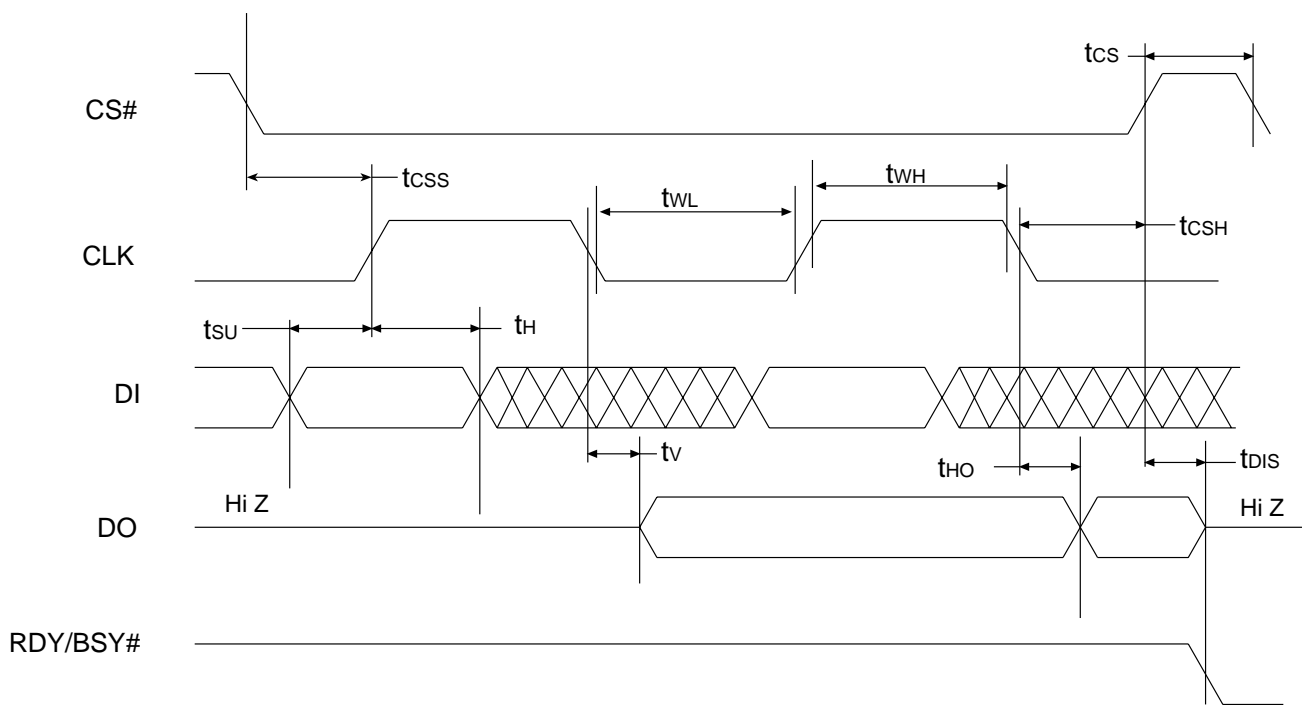 tCS
CS#
tCSS
tWL
tWH
tCSH
CLK
tSU
tH
DI
tV
tHO
tDIS
Hi Z
Hi Z
DO
RDY/BSY#